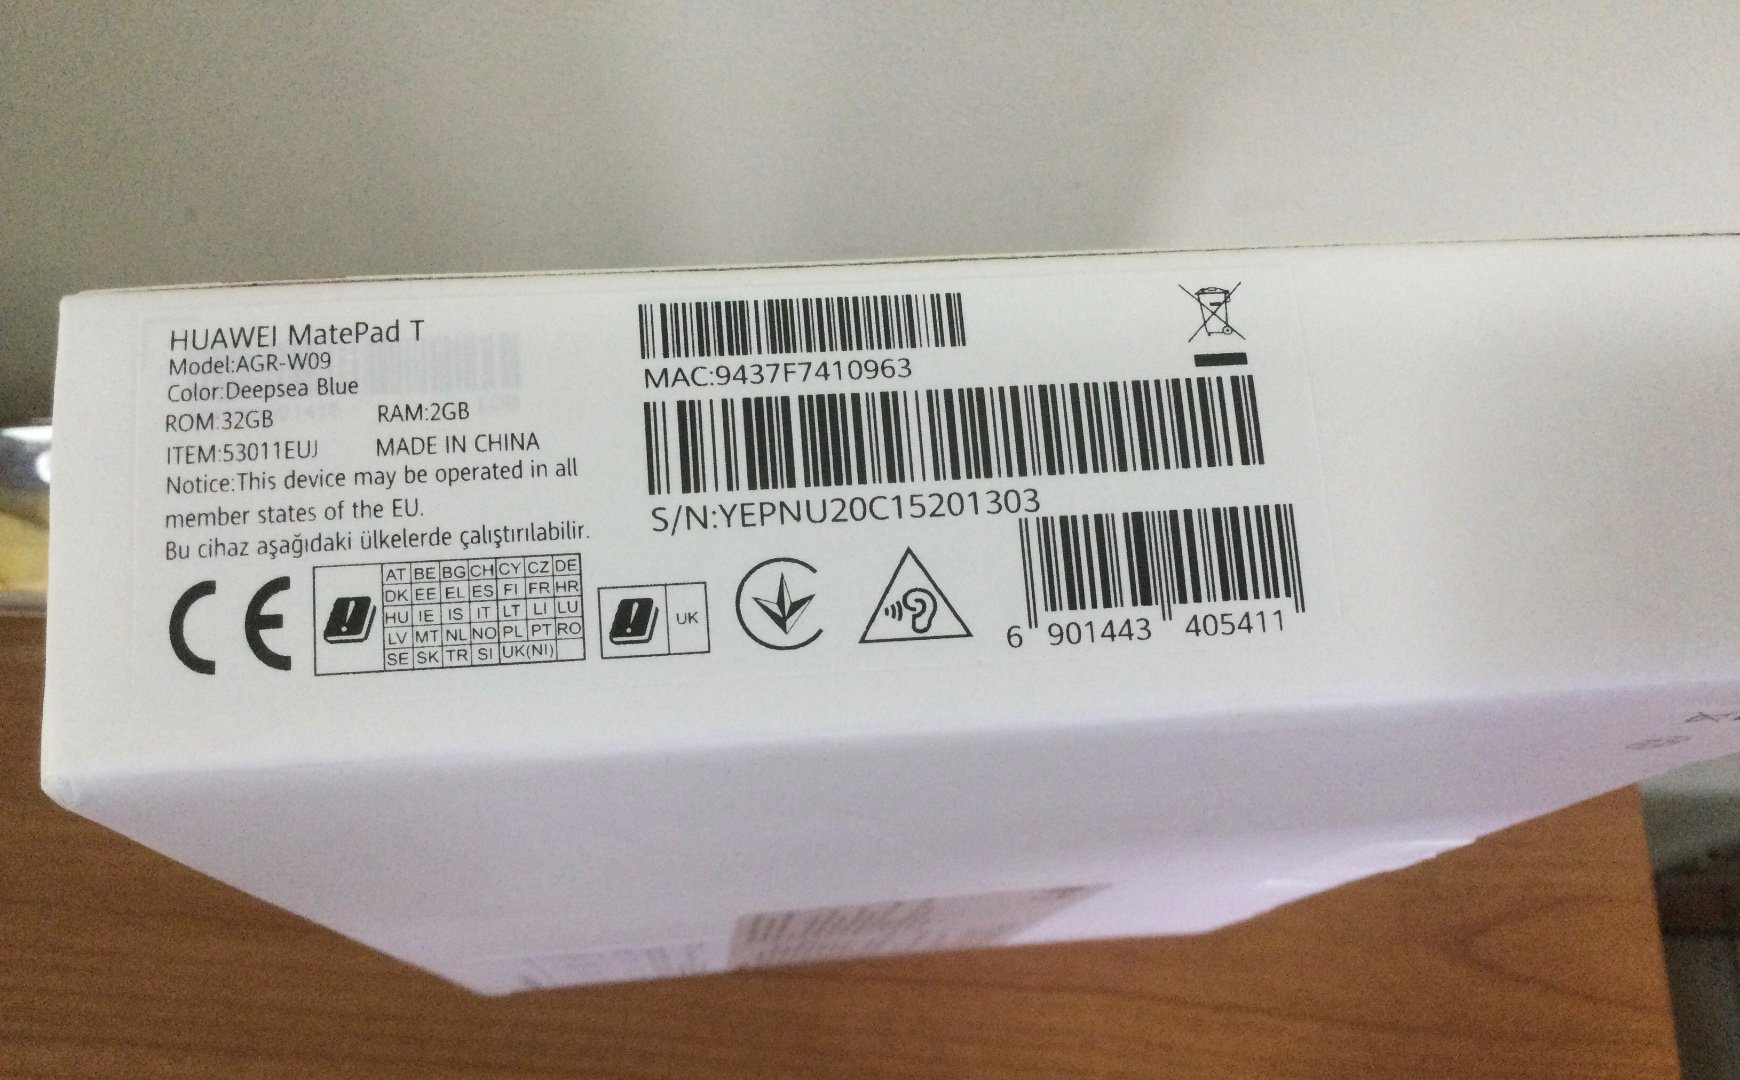 HUAWEI MatePad T
Model:AGR-W09
Color:Deepsea Blue
ROM:32GB RAM:2GB
ITEM:53011EUJ MADE IN CHINA
Notice:This device may be operated in all
member states of the EU.
Bu cihaz aşağıdaki ülkelerde çalıştırılabilir.
CE
AT BE BG CH CY CZ DE
DK EE EL ES FI FR HR
HU IE IS IT LT LI LU
LV MT NL NO PL PT RO
SE SK TR SI UK(NI)
UK
MAC:9437F7410963
S/N:YEPNU20C15201303
6 901443 405411